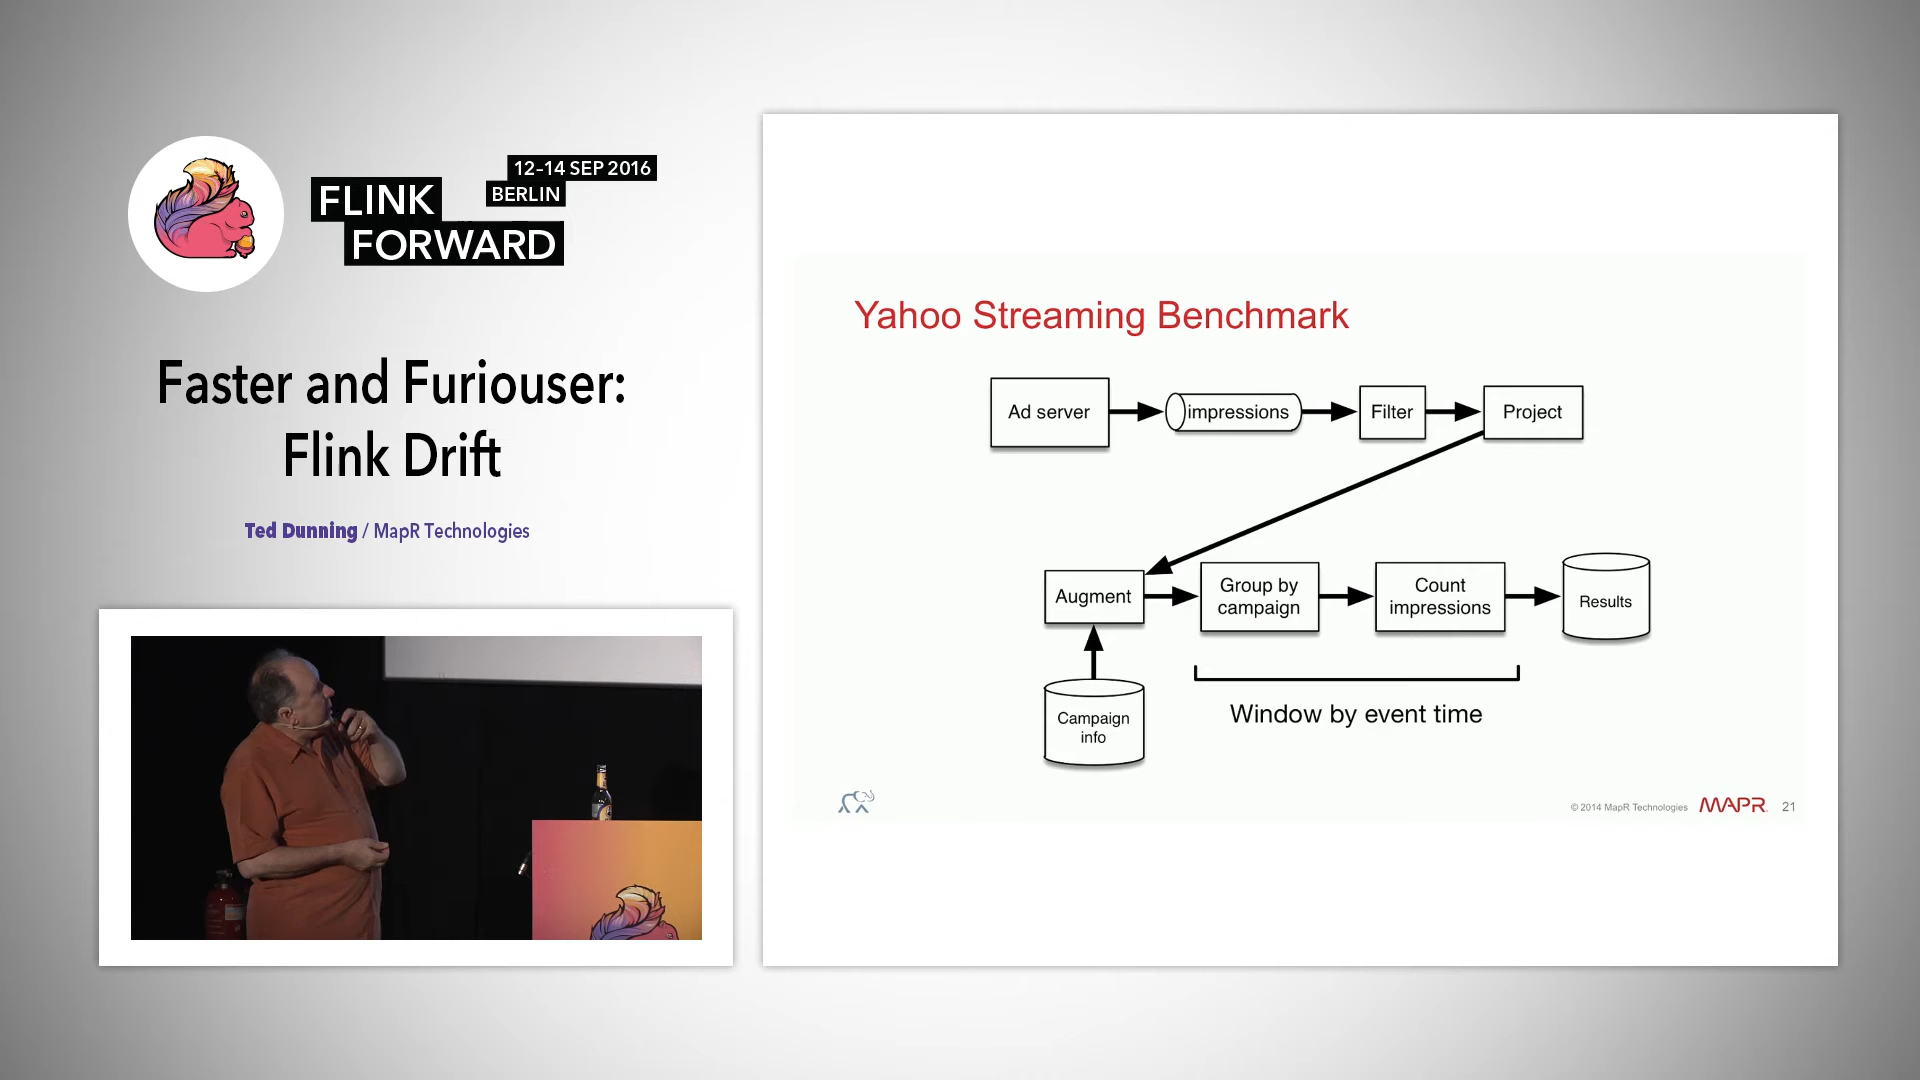 12–14 SEP 2016
BERLIN
FLINK
FORWARD
Faster and Furiouser:
Flink Drift
Ted Dunning / MapR Technologies
Yahoo Streaming Benchmark
Ad server
impressions
Filter
Project
Augment
Group by
campaign
Count
impressions
Results
Campaign
info
Window by event time
© 2014 MapR Technologies
MAPR
21